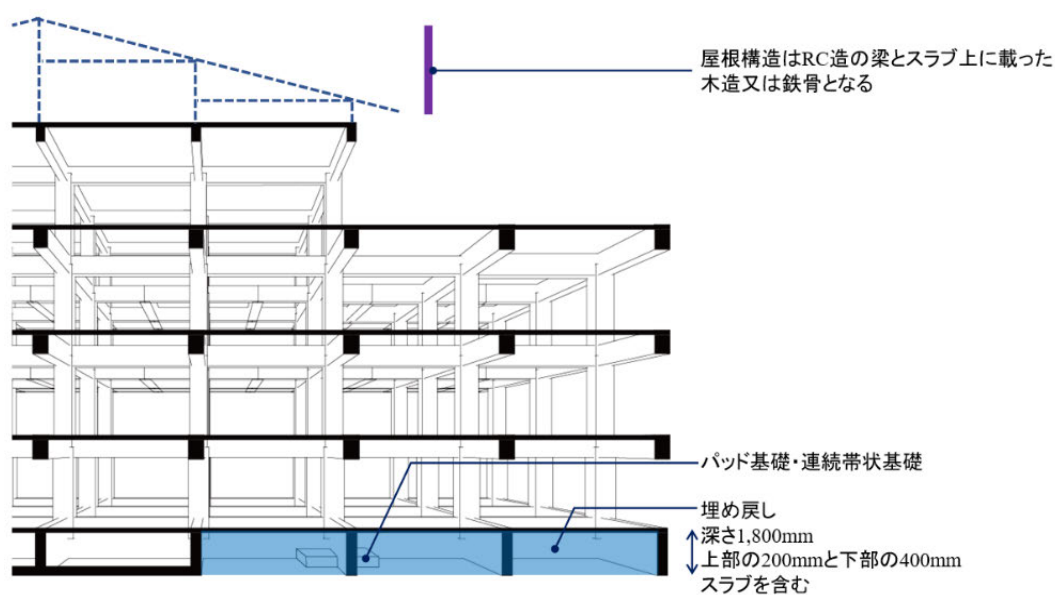 屋根構造はRC造の梁とスラブ上に載った
木造又は鉄骨となる
パッド基礎・連続帯状基礎
埋め戻し
深さ1,800mm
上部の200mmと下部の400mm
スラブを含む